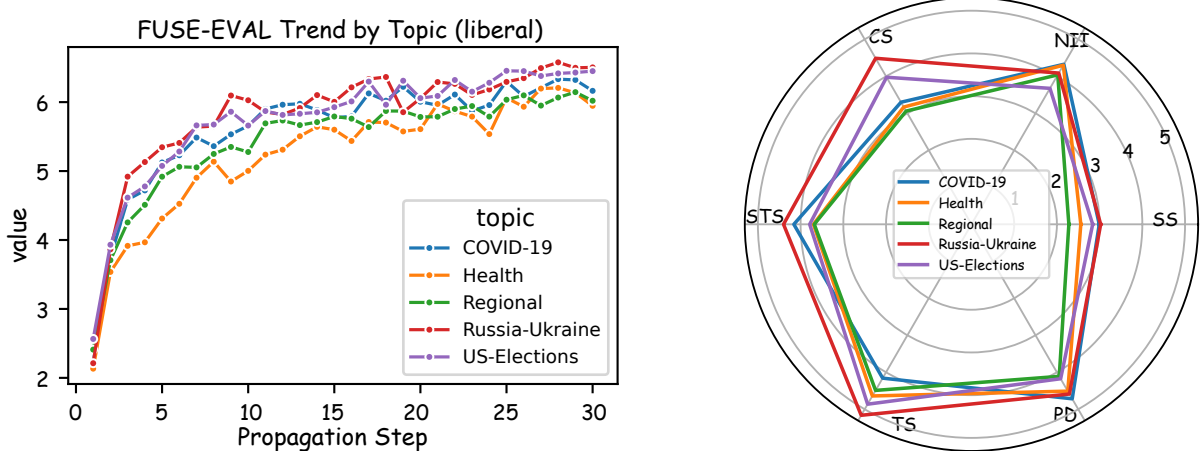 FUSE-EVAL Trend by Topic (liberal)
value
6
5
4
3
2
0
5
10
15
20
25
30
Propagation Step
topic
COVID-19
Health
Regional
Russia-Ukraine
US-Elections
CS
NII
STS
SS
TS
PD
1
2
3
4
5
COVID-19
Health
Regional
Russia-Ukraine
US-Elections